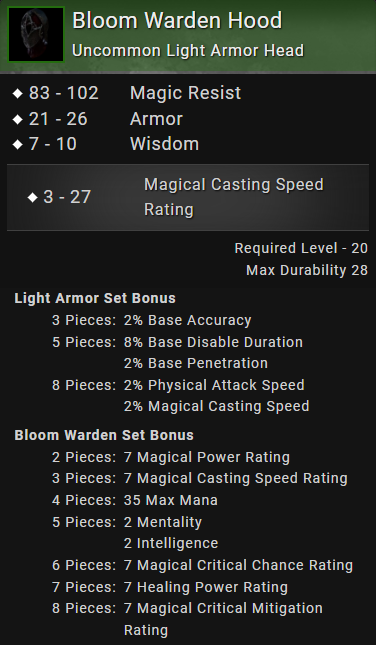 Bloom Warden Hood
Uncommon Light Armor Head
83 - 102 Magic Resist
21 - 26 Armor
7 - 10 Wisdom
3 - 27 Magical Casting Speed
Rating
Required Level - 20
Max Durability 28
Light Armor Set Bonus
3 Pieces: 2% Base Accuracy
5 Pieces: 8% Base Disable Duration
2% Base Penetration
8 Pieces: 2% Physical Attack Speed
2% Magical Casting Speed
Bloom Warden Set Bonus
2 Pieces: 7 Magical Power Rating
3 Pieces: 7 Magical Casting Speed Rating
4 Pieces: 35 Max Mana
5 Pieces: 2 Mentality
2 Intelligence
6 Pieces: 7 Magical Critical Chance Rating
7 Pieces: 7 Healing Power Rating
8 Pieces: 7 Magical Critical Mitigation
Rating